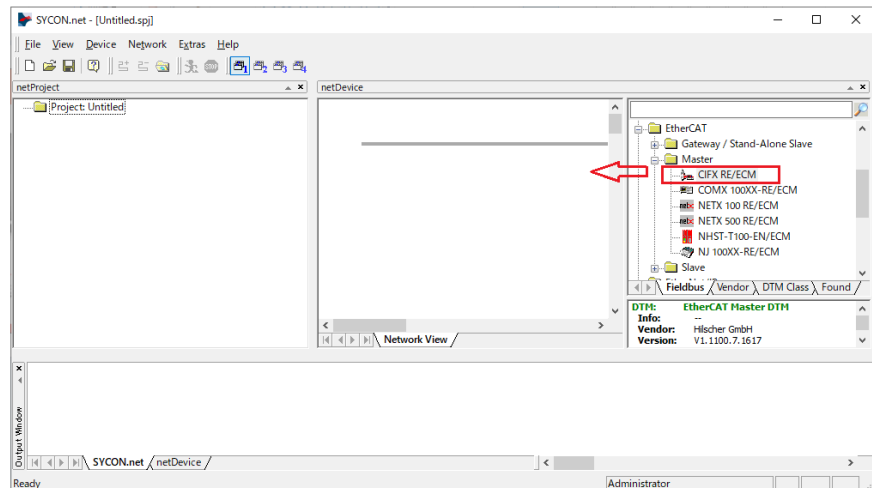 SYCON.net - [Untitled.spj]
File View Device Network Extras Help
netProject
netDevice
Project: Untitled
EtherCAT
Gateway / Stand-Alone Slave
Master
CIFX RE/ECM
COMX 100XX-RE/ECM
NETX 100 RE/ECM
NETX 500 RE/ECM
NHST-T100-EN/ECM
NJ 100XX-RE/ECM
Slave
Fieldbus Vendor DTM Class Found
DTM: EtherCAT Master DTM
Info: --
Vendor: Hilscher GmbH
Version: V1.1100.7.1617
Network View
Output Window
SYCON.net netDevice
Ready
Administrator